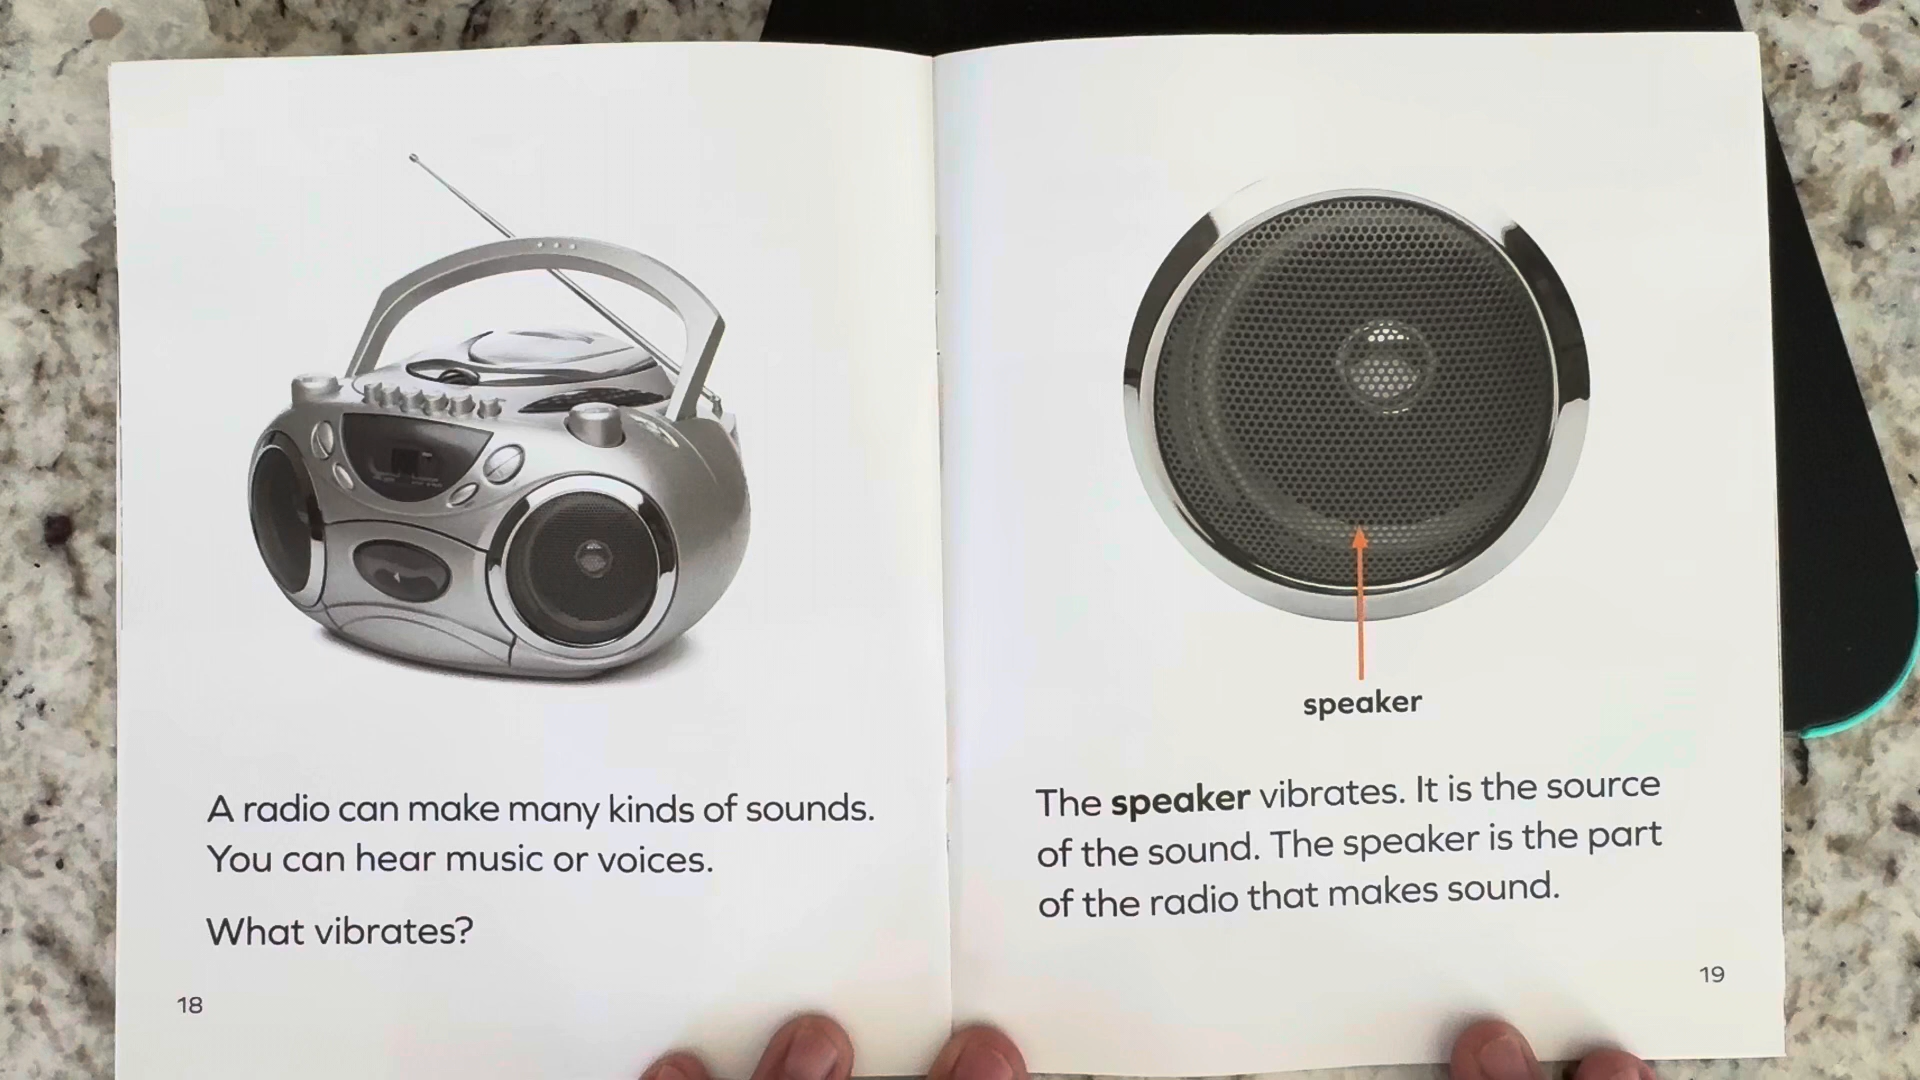 A radio can make many kinds of sounds.
You can hear music or voices.
What vibrates?
18
speaker
The speaker vibrates. It is the source
of the sound. The speaker is the part
of the radio that makes sound.
19